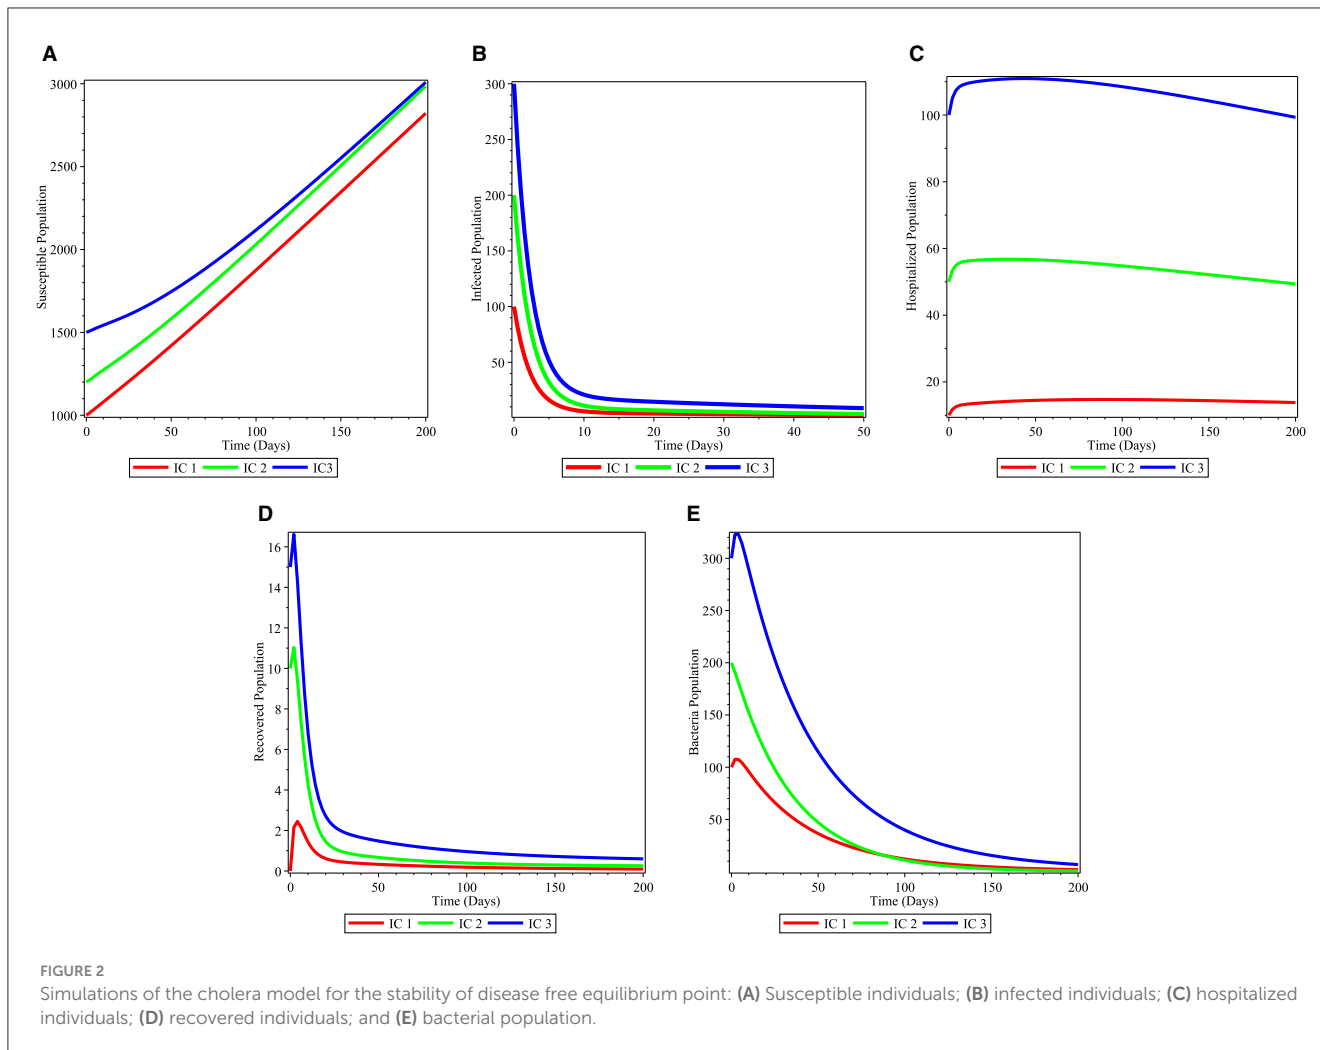 A
3000
2500
2000
1500
1000
Susceptible Population
0 50 100 150 200
Time (Days)
IC 1 IC 2 IC3
B
300
250
200
150
100
50
Infected Population
0 10 20 30 40 50
Time (Days)
IC 1 IC 2 IC 3
C
100
80
60
40
20
Hospitalized Population
0 50 100 150 200
Time (Days)
IC 1 IC 2 IC 3
D
16
14
12
10
8
6
4
2
0
Recovered Population
0 50 100 150 200
Time (Days)
IC 1 IC 2 IC 3
E
300
250
200
150
100
50
Bacteria Population
0 50 100 150 200
Time (Days)
IC 1 IC 2 IC 3
FIGURE 2
Simulations of the cholera model for the stability of disease free equilibrium point: (A) Susceptible individuals; (B) infected individuals; (C) hospitalized
individuals; (D) recovered individuals; and (E) bacterial population.